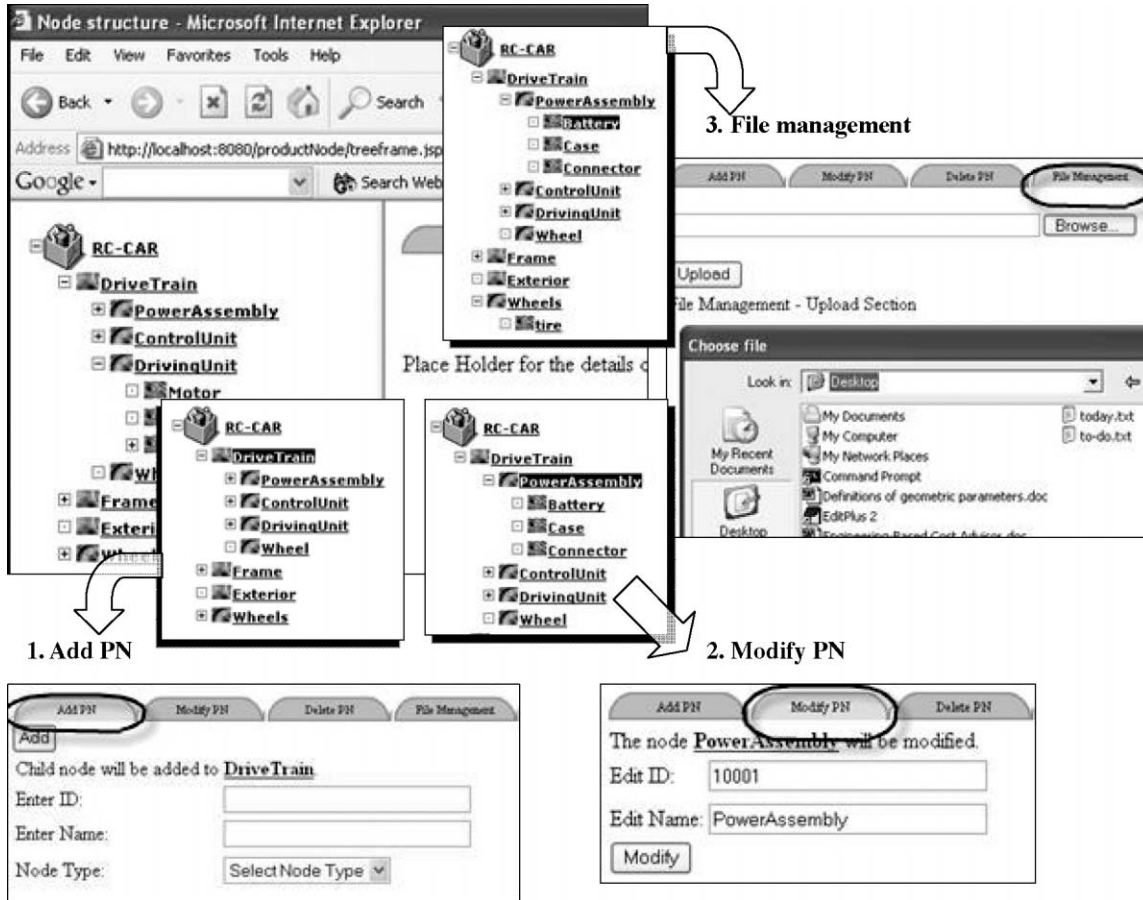 Node structure - Microsoft Internet Explorer
File Edit View Favorites Tools Help
Back Search
Address http://localhost:8080/productNode/treeframe.jsp
Google Search Web
RC-CAR
DriveTrain
PowerAssembly
ControlUnit
DrivingUnit
Motor
Frame
Place Holder for the details
RC-CAR
DriveTrain
PowerAssembly
Battery
Case
Connector
ControlUnit
DrivingUnit
Wheel
Frame
Exterior
Wheels
tire
3. File management
Add PN Modify PN Delete PN File Management
Browse...
Upload
File Management - Upload Section
Choose file
Look in: Desktop
My Recent Documents
Desktop
My Documents
My Computer
My Network Places
Command Prompt
Definitions of geometric parameters.doc
EditPlus 2
Engineering-Based Cost Advisor.doc
today.txt
to-do.txt
RC-CAR
DriveTrain
PowerAssembly
ControlUnit
DrivingUnit
Wheel
Frame
Exterior
Wheels
RC-CAR
DriveTrain
PowerAssembly
Battery
Case
Connector
ControlUnit
DrivingUnit
Wheel
1. Add PN
2. Modify PN
Add PN Modify PN Delete PN File Management
Add
Child node will be added to DriveTrain
Enter ID:
Enter Name:
Node Type: Select Node Type
Add PN Modify PN Delete PN
The node PowerAssembly will be modified.
Edit ID: 10001
Edit Name: PowerAssembly
Modify